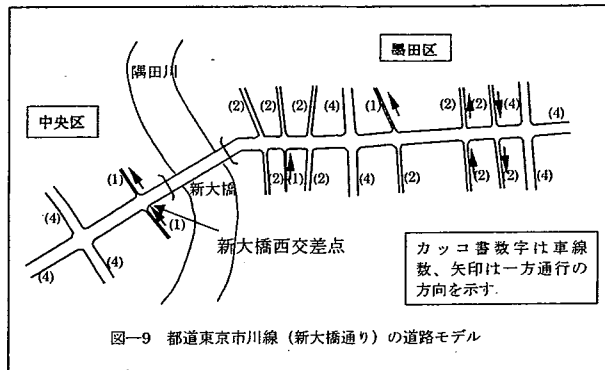 墨田区
隅田川
中央区
(2) (2) (2) (4) (1) (2) (2) (4) (4)
(1)
新大橋
(2) (1) (2) (4) (2) (2) (2) (4)
(4) (1)
新大橋西交差点
(4) (4)
カッコ書数字は車線
数、矢印は一方通行の
方向を示す.
図―9 都道東京市川線(新大橋通り)の道路モデル